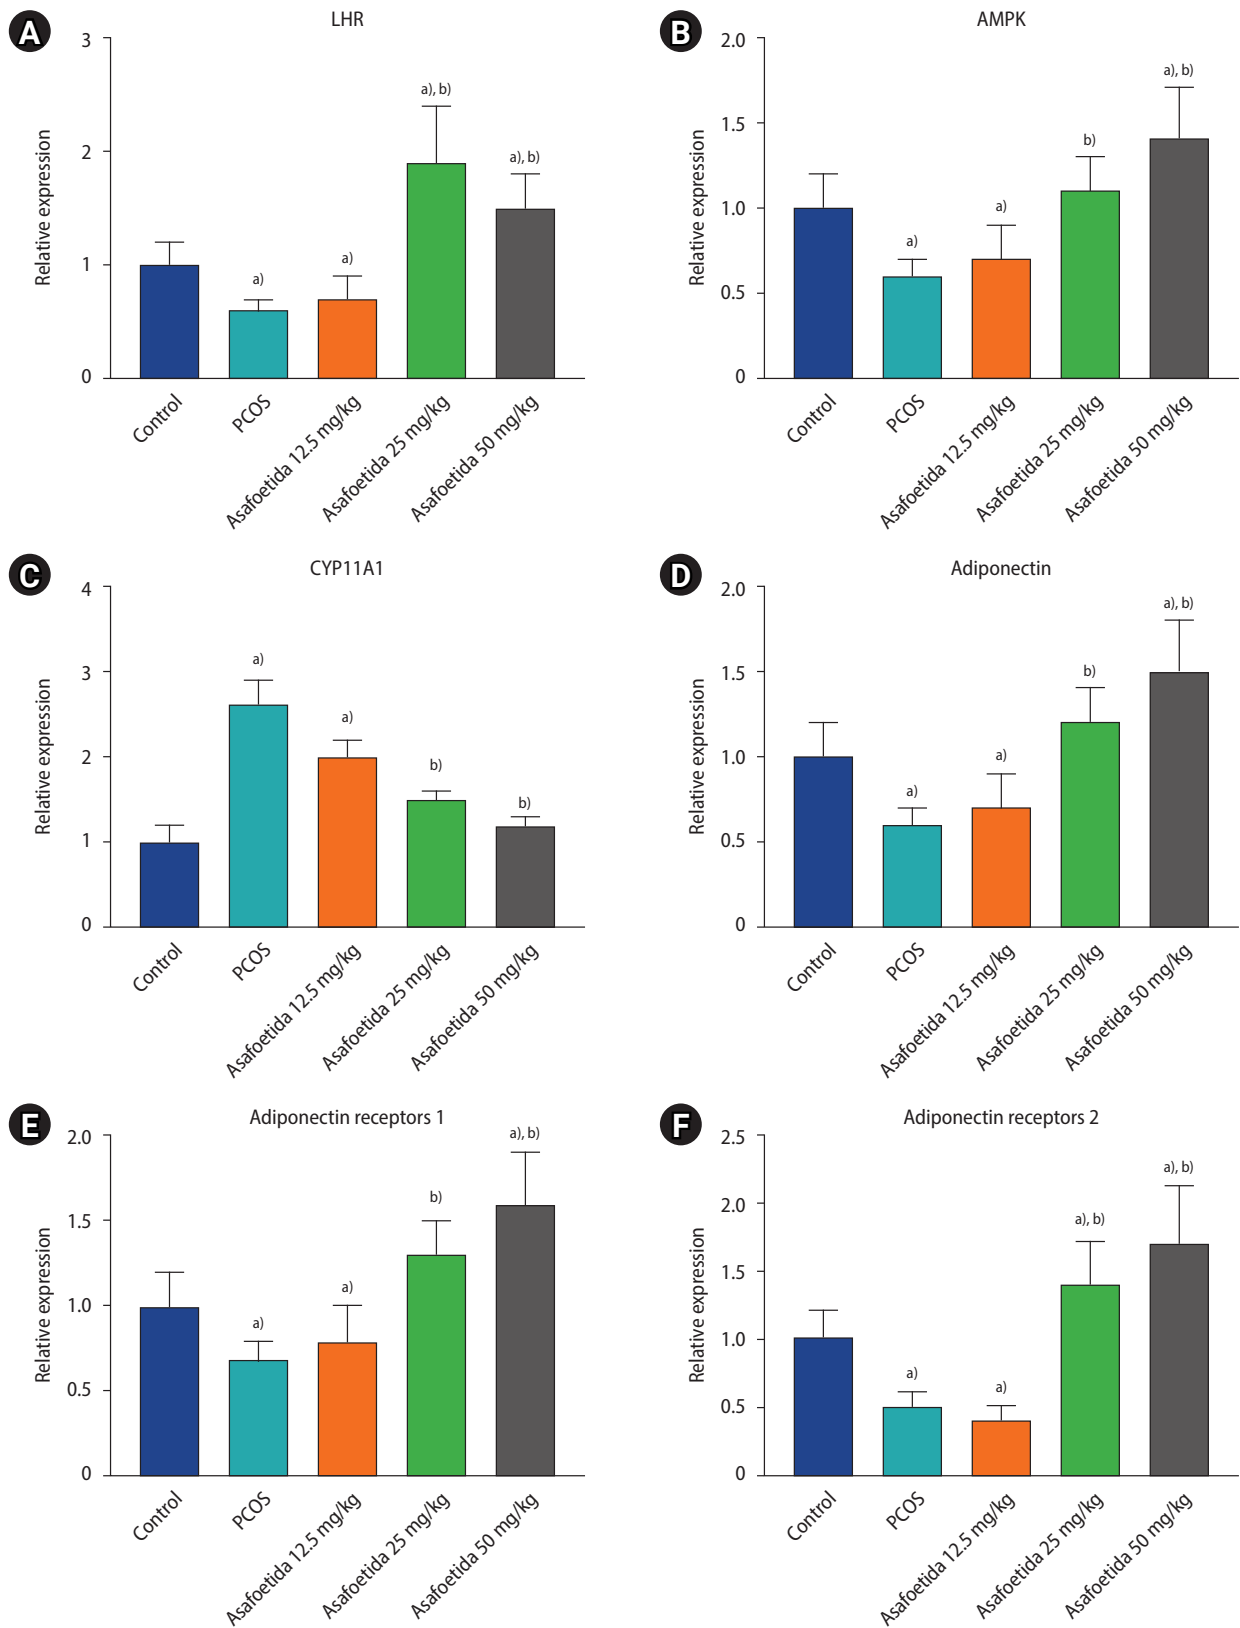 A
LHR
Relative expression
3
2
1
0
a)
a)
a), b)
a), b)
Control
PCOS
Asafoetida 12.5 mg/kg
Asafoetida 25 mg/kg
Asafoetida 50 mg/kg
B
AMPK
Relative expression
2.0
1.5
1.0
0.5
0
a)
a)
b)
a), b)
Control
PCOS
Asafoetida 12.5 mg/kg
Asafoetida 25 mg/kg
Asafoetida 50 mg/kg
C
CYP11A1
Relative expression
4
3
2
1
0
a)
a)
b)
b)
Control
PCOS
Asafoetida 12.5 mg/kg
Asafoetida 25 mg/kg
Asafoetida 50 mg/kg
D
Adiponectin
Relative expression
2.0
1.5
1.0
0.5
0
a)
a)
b)
a), b)
Control
PCOS
Asafoetida 12.5 mg/kg
Asafoetida 25 mg/kg
Asafoetida 50 mg/kg
E
Adiponectin receptors 1
Relative expression
2.0
1.5
1.0
0.5
0
a)
a)
b)
a), b)
Control
PCOS
Asafoetida 12.5 mg/kg
Asafoetida 25 mg/kg
Asafoetida 50 mg/kg
F
Adiponectin receptors 2
Relative expression
2.5
2.0
1.5
1.0
0.5
0
a)
a)
a), b)
a), b)
Control
PCOS
Asafoetida 12.5 mg/kg
Asafoetida 25 mg/kg
Asafoetida 50 mg/kg